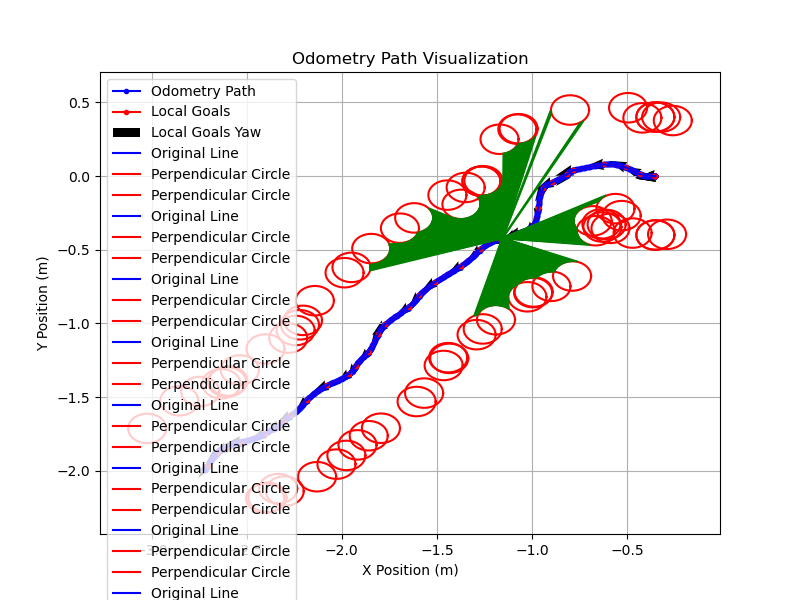 Odometry Path Visualization
Odometry Path
Local Goals
Local Goals Yaw
Original Line
Perpendicular Circle
Perpendicular Circle
Original Line
Perpendicular Circle
Perpendicular Circle
Original Line
Perpendicular Circle
Perpendicular Circle
Original Line
Perpendicular Circle
Perpendicular Circle
Original Line
Perpendicular Circle
Perpendicular Circle
Original Line
Perpendicular Circle
Perpendicular Circle
Original Line
Perpendicular Circle
Perpendicular Circle
Original Line
0.5
0.0
−0.5
−1.0
−1.5
−2.0
Y Position (m)
−2.0
−1.5
−1.0
−0.5
X Position (m)